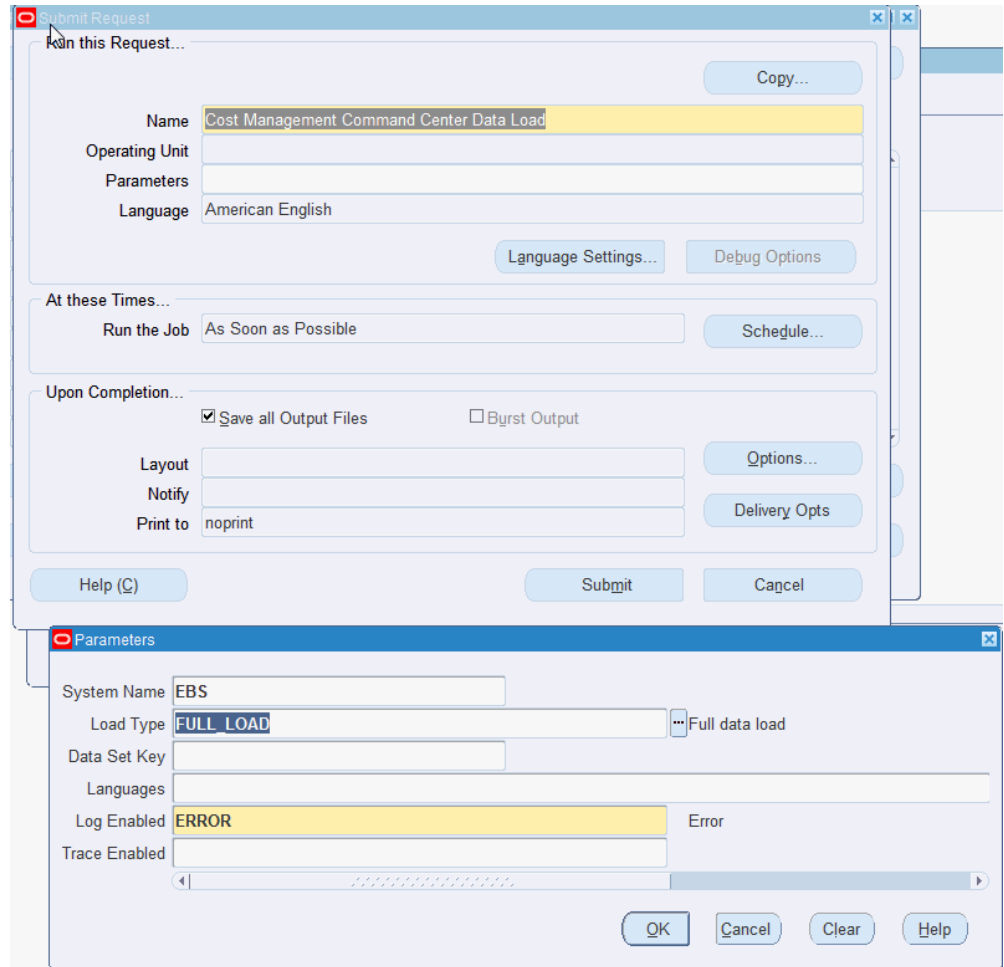 Submit Request
Run this Request...
Copy...
Name Cost Management Command Center Data Load
Operating Unit
Parameters
Language American English
Language Settings... Debug Options
At these Times...
Run the Job As Soon as Possible Schedule...
Upon Completion...
Save all Output Files Burst Output
Layout Options...
Notify
Print to noprint Delivery Opts
Help (C) Submit Cancel
Parameters
System Name EBS
Load Type FULL_LOAD ... Full data load
Data Set Key
Languages
Log Enabled ERROR Error
Trace Enabled
OK Cancel Clear Help